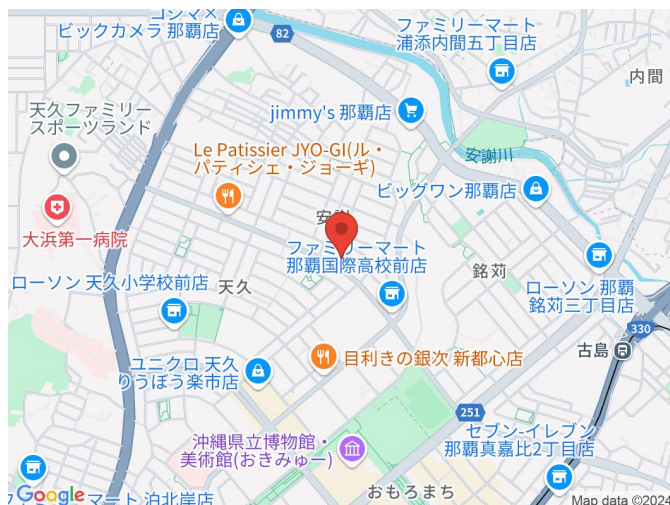 コジマ×
ビックカメラ 那覇店
82
ファミリーマート
浦添内間五丁目店
内間
天久ファミリー
スポーツランド
jimmy's 那覇店
Le Patissier JYO-GI(ル・
パティシェ・ジョーギ)
安謝川
ビッグワン那覇店
大浜第一病院
安謝
ファミリーマート
那覇国際高校前店
銘苅
ローソン 天久小学校前店
天久
ローソン 那覇
銘苅三丁目店
330
古島
ユニクロ 天久
りうぼう楽市店
目利きの銀次 新都心店
251
沖縄県立博物館・
美術館(おきみゅー)
セブン-イレブン
那覇真嘉比2丁目店
おもろまち
ファミリーマート 泊北岸店
Google
Map data ©2024